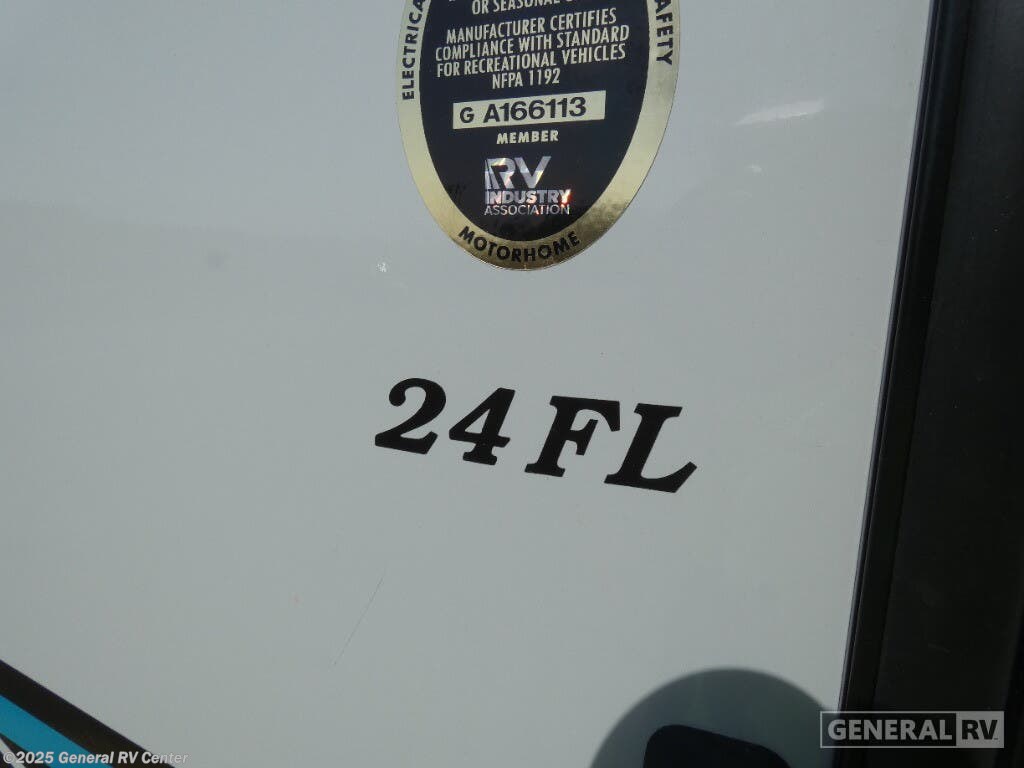 OR SEASONAL
MANUFACTURER CERTIFIES
COMPLIANCE WITH STANDARD
FOR RECREATIONAL VEHICLES
NFPA 1192
ELECTRICA
AFETY
G A166113
MEMBER
RV
INDUSTRY
ASSOCIATION
MOTORHOME
24FL
GENERAL RV
©2025 General RV Center